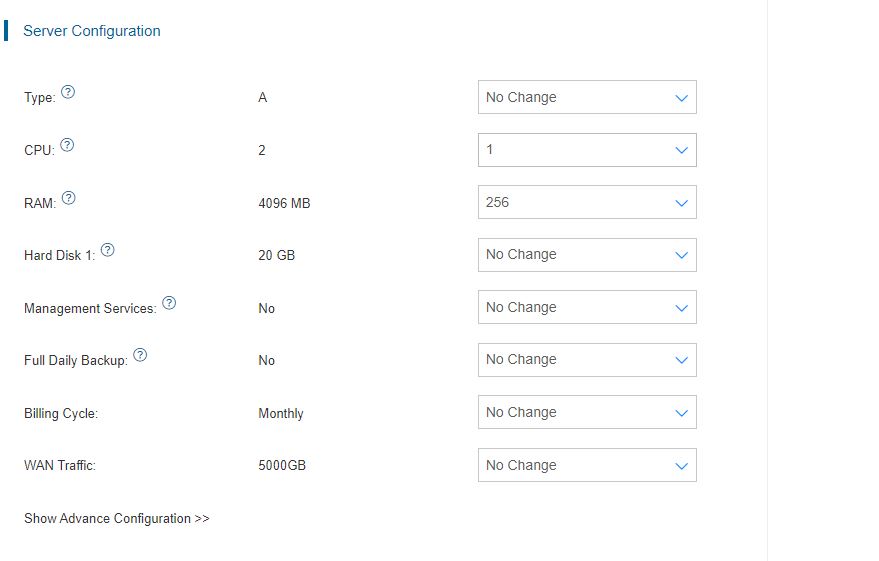 Server Configuration
Type: ? A No Change
CPU: ? 2 1
RAM: ? 4096 MB 256
Hard Disk 1: ? 20 GB No Change
Management Services: ? No No Change
Full Daily Backup: ? No No Change
Billing Cycle: Monthly No Change
WAN Traffic: 5000GB No Change
Show Advance Configuration >>